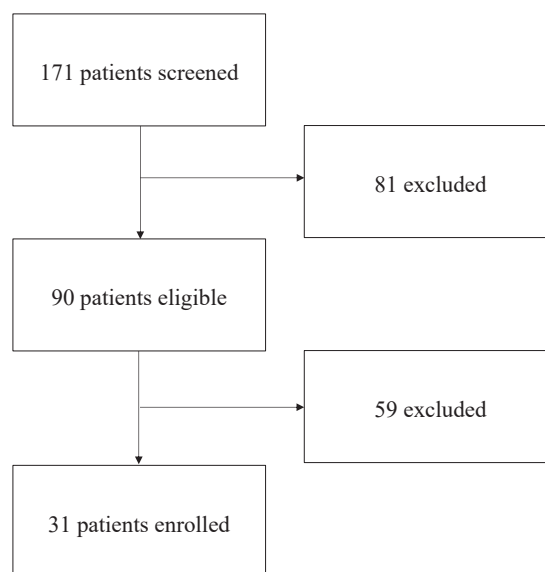 171 patients screened
81 excluded
90 patients eligible
59 excluded
31 patients enrolled